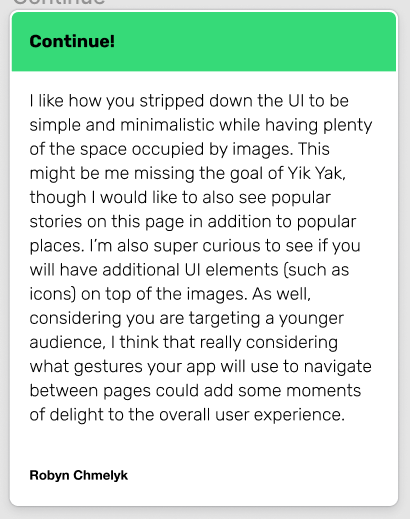 Continue
Continue!
I like how you stripped down the UI to be
simple and minimalistic while having plenty
of the space occupied by images. This
might be me missing the goal of Yik Yak,
though I would like to also see popular
stories on this page in addition to popular
places. I'm also super curious to see if you
will have additional UI elements (such as
icons) on top of the images. As well,
considering you are targeting a younger
audience, I think that really considering
what gestures your app will use to navigate
between pages could add some moments
of delight to the overall user experience.
Robyn Chmelyk